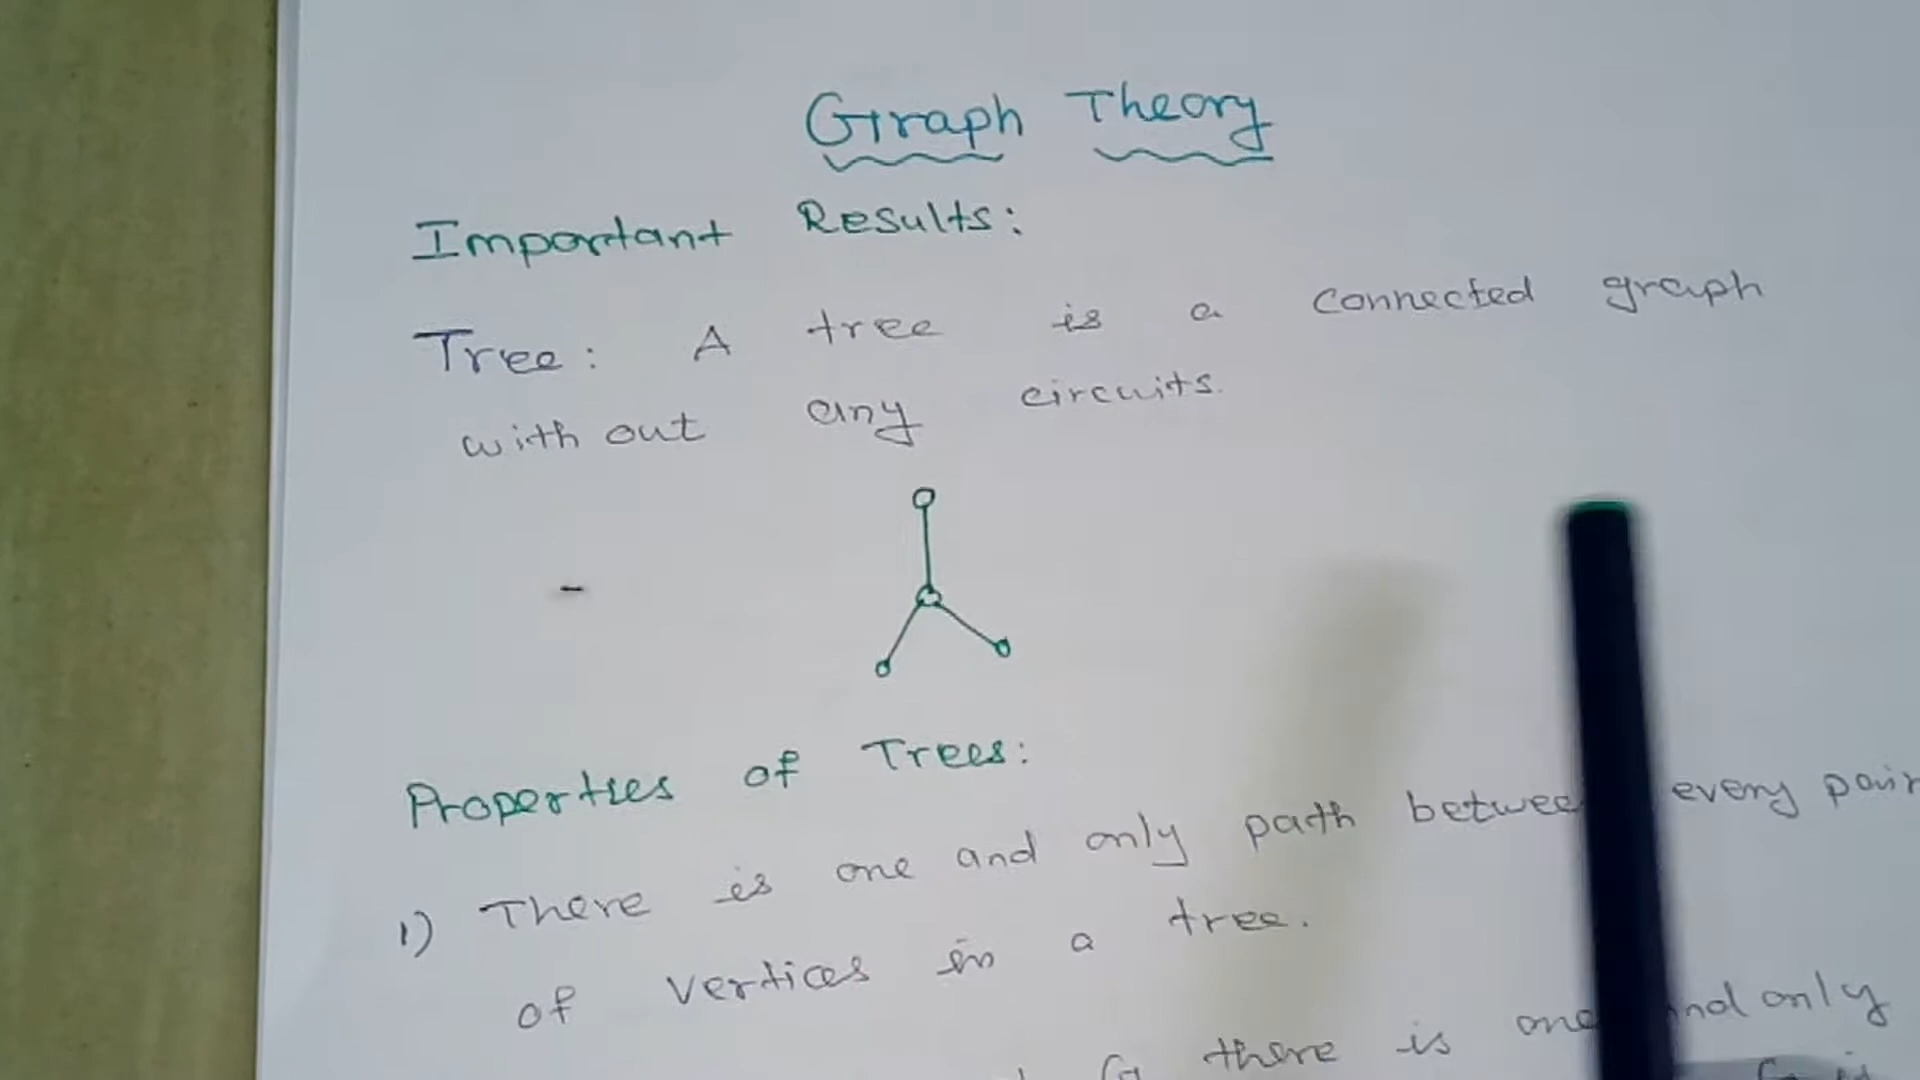 Graph Theory
Important Results:
Tree: A tree is a connected graph
with out any circuits.
Properties of Trees:
1) There is one and only path between every pair
of vertices in a tree.
G there is one and only